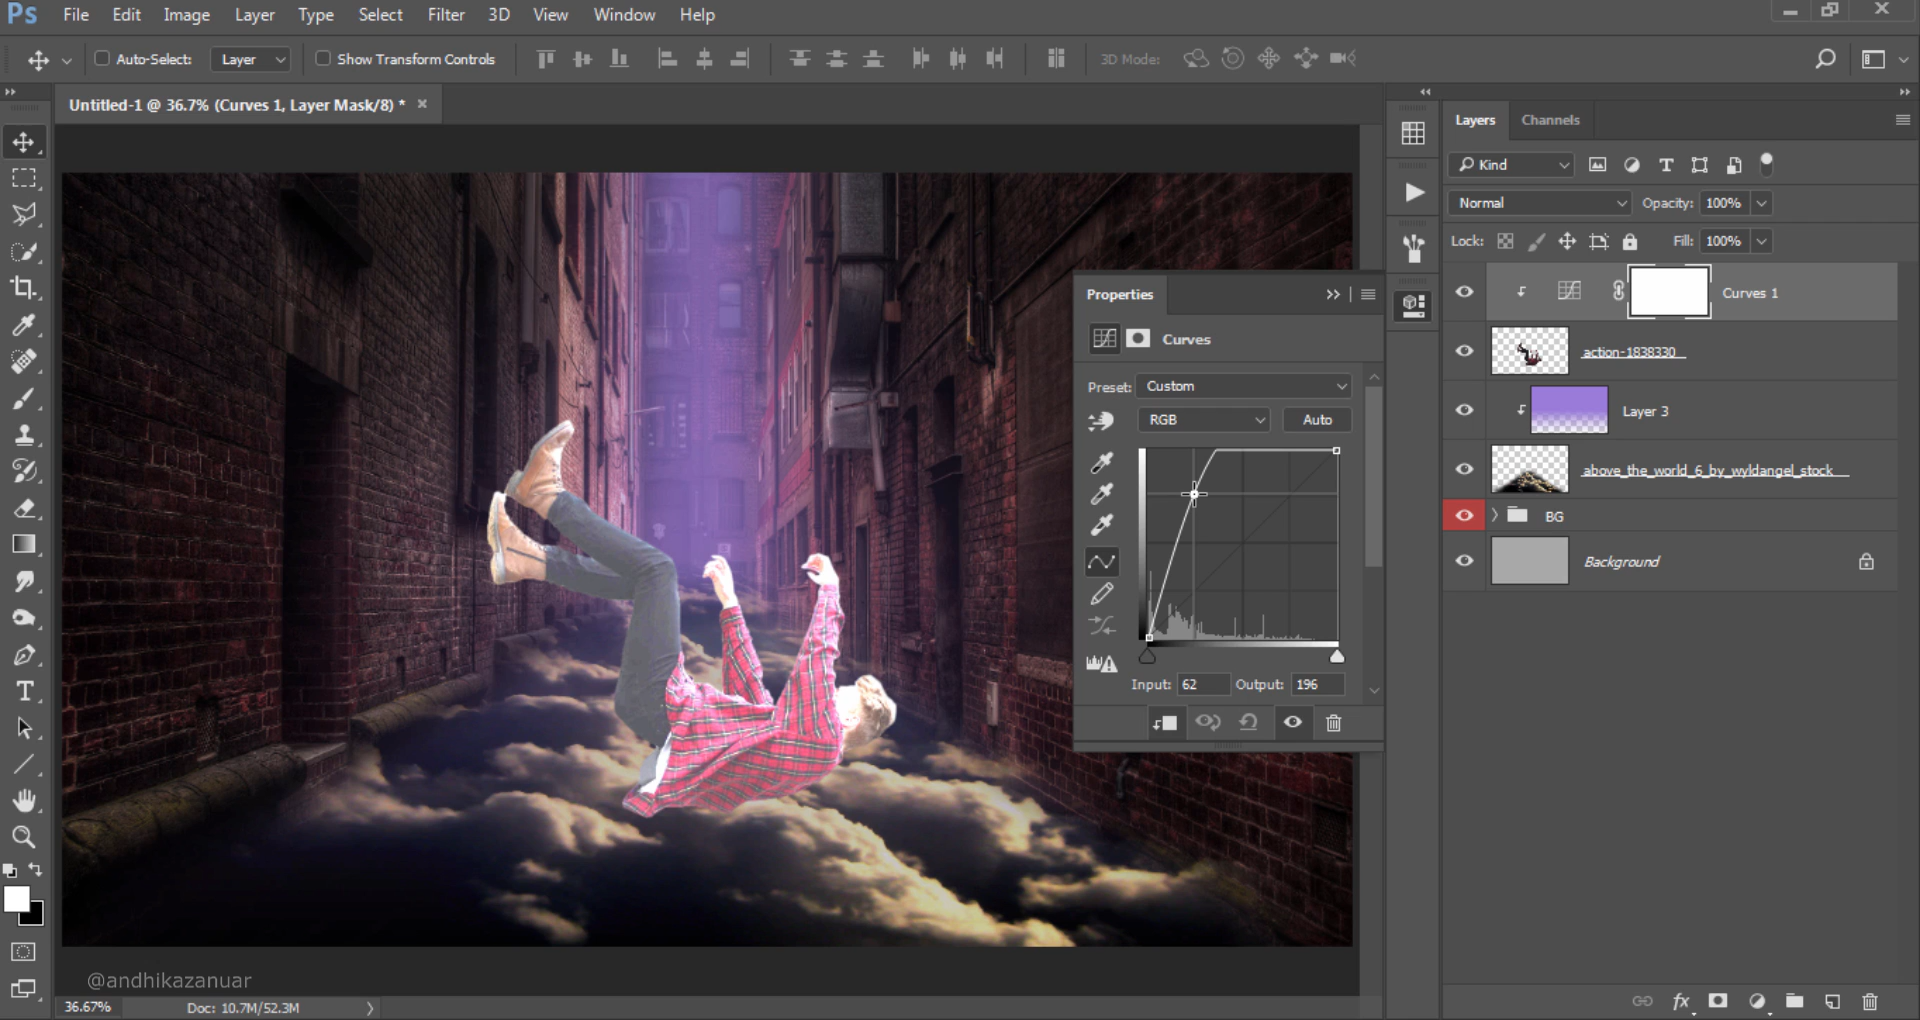 Ps File Edit Image Layer Type Select Filter 3D View Window Help
Auto-Select: Layer Show Transform Controls 3D Mode:
Untitled-1 @ 36.7% (Curves 1, Layer Mask/8) * ×
Layers Channels
Kind
Normal Opacity: 100%
Lock: Fill: 100%
Curves 1
action-1838330
Layer 3
above_the_world_6_by_wyldangel_stock
BG
Background
Properties
Curves
Preset: Custom
RGB Auto
Input: 62 Output: 196
@andhikazanuar
36.67% Doc: 10.7M/52.3M
fx